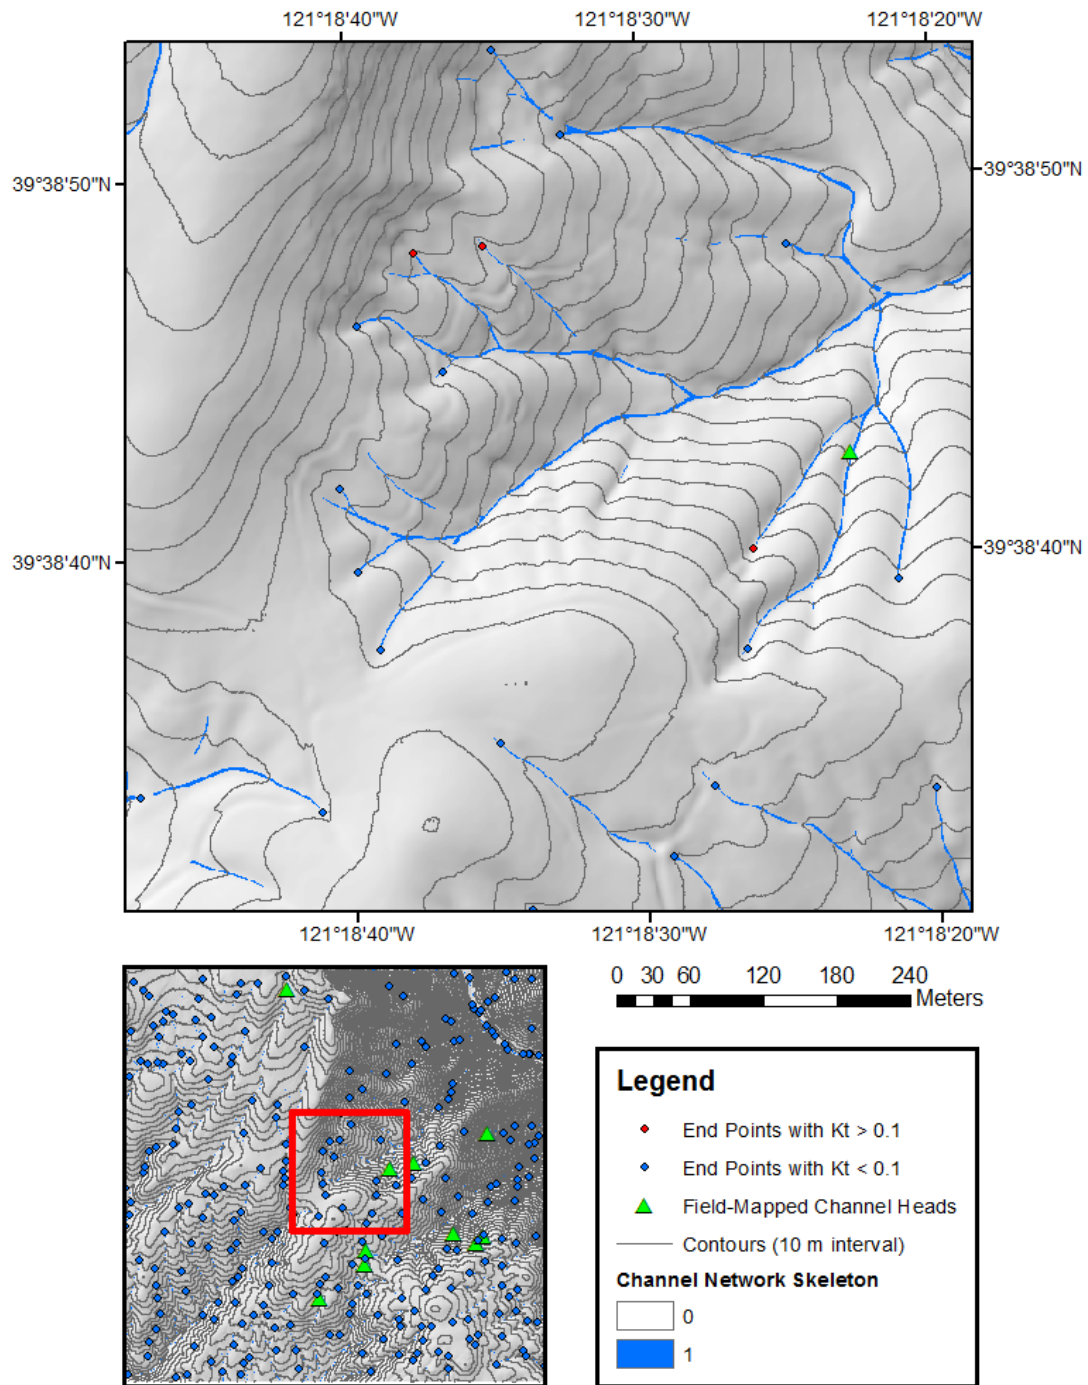 121°18'40"W 121°18'30"W 121°18'20"W
39°38'50"N 39°38'50"N
39°38'40"N 39°38'40"N
121°18'40"W 121°18'30"W 121°18'20"W
0 30 60 120 180 240
Meters
Legend
End Points with Kt > 0.1
End Points with Kt < 0.1
Field-Mapped Channel Heads
Contours (10 m interval)
Channel Network Skeleton
0
1